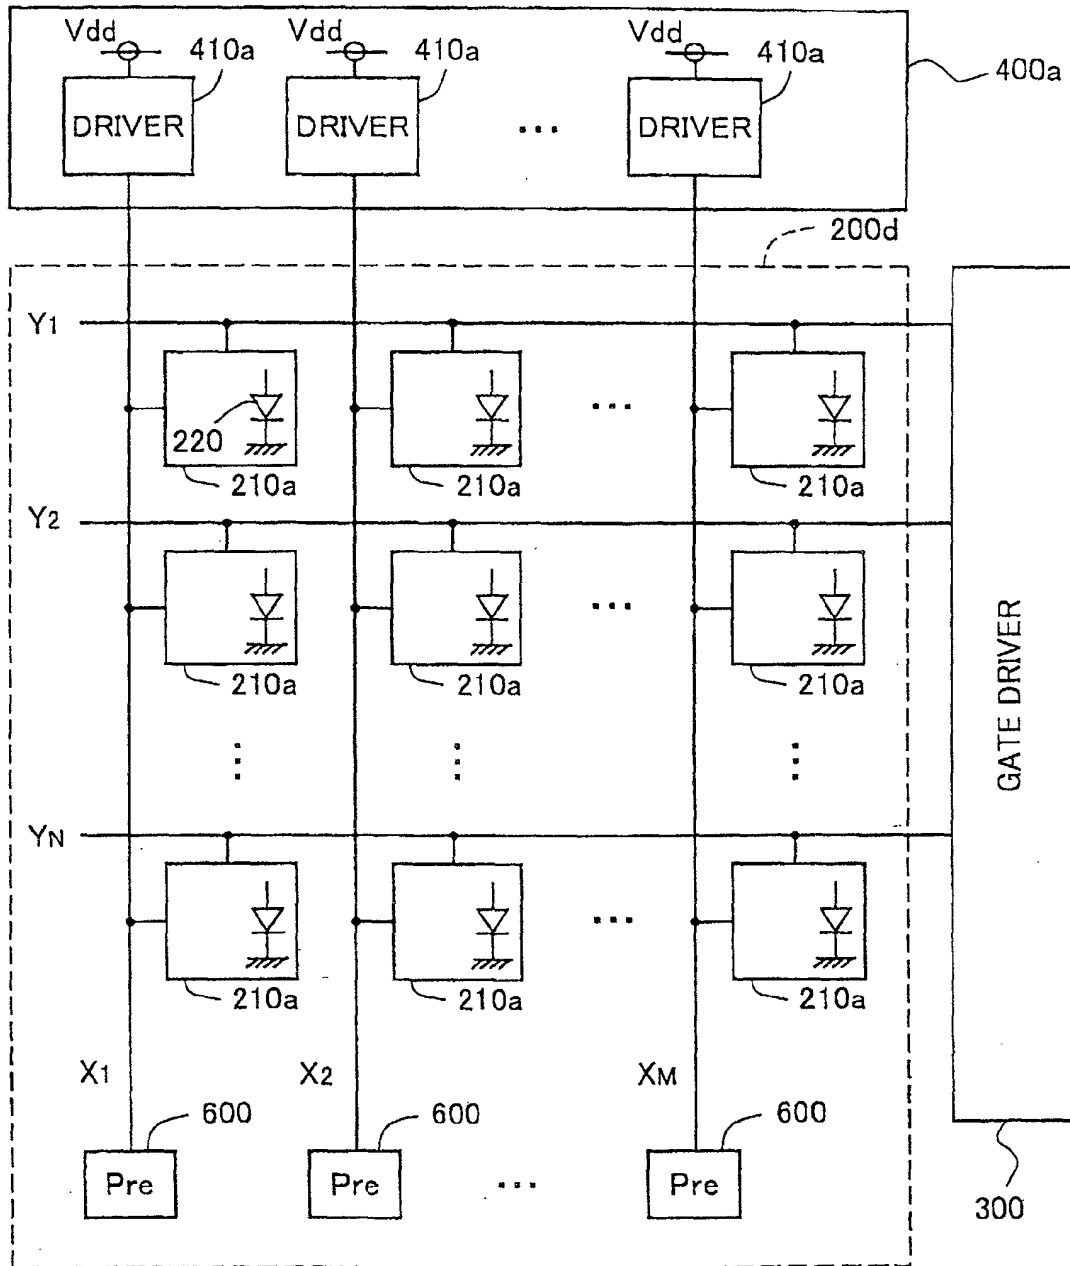 Vdd 410a Vdd 410a Vdd 410a
400a
DRIVER DRIVER ... DRIVER
200d
Y1
220
210a 210a ... 210a
Y2
210a 210a ... 210a
GATE DRIVER
YN
210a 210a ... 210a
X1 X2 XM
600 600 600
Pre Pre ... Pre
300